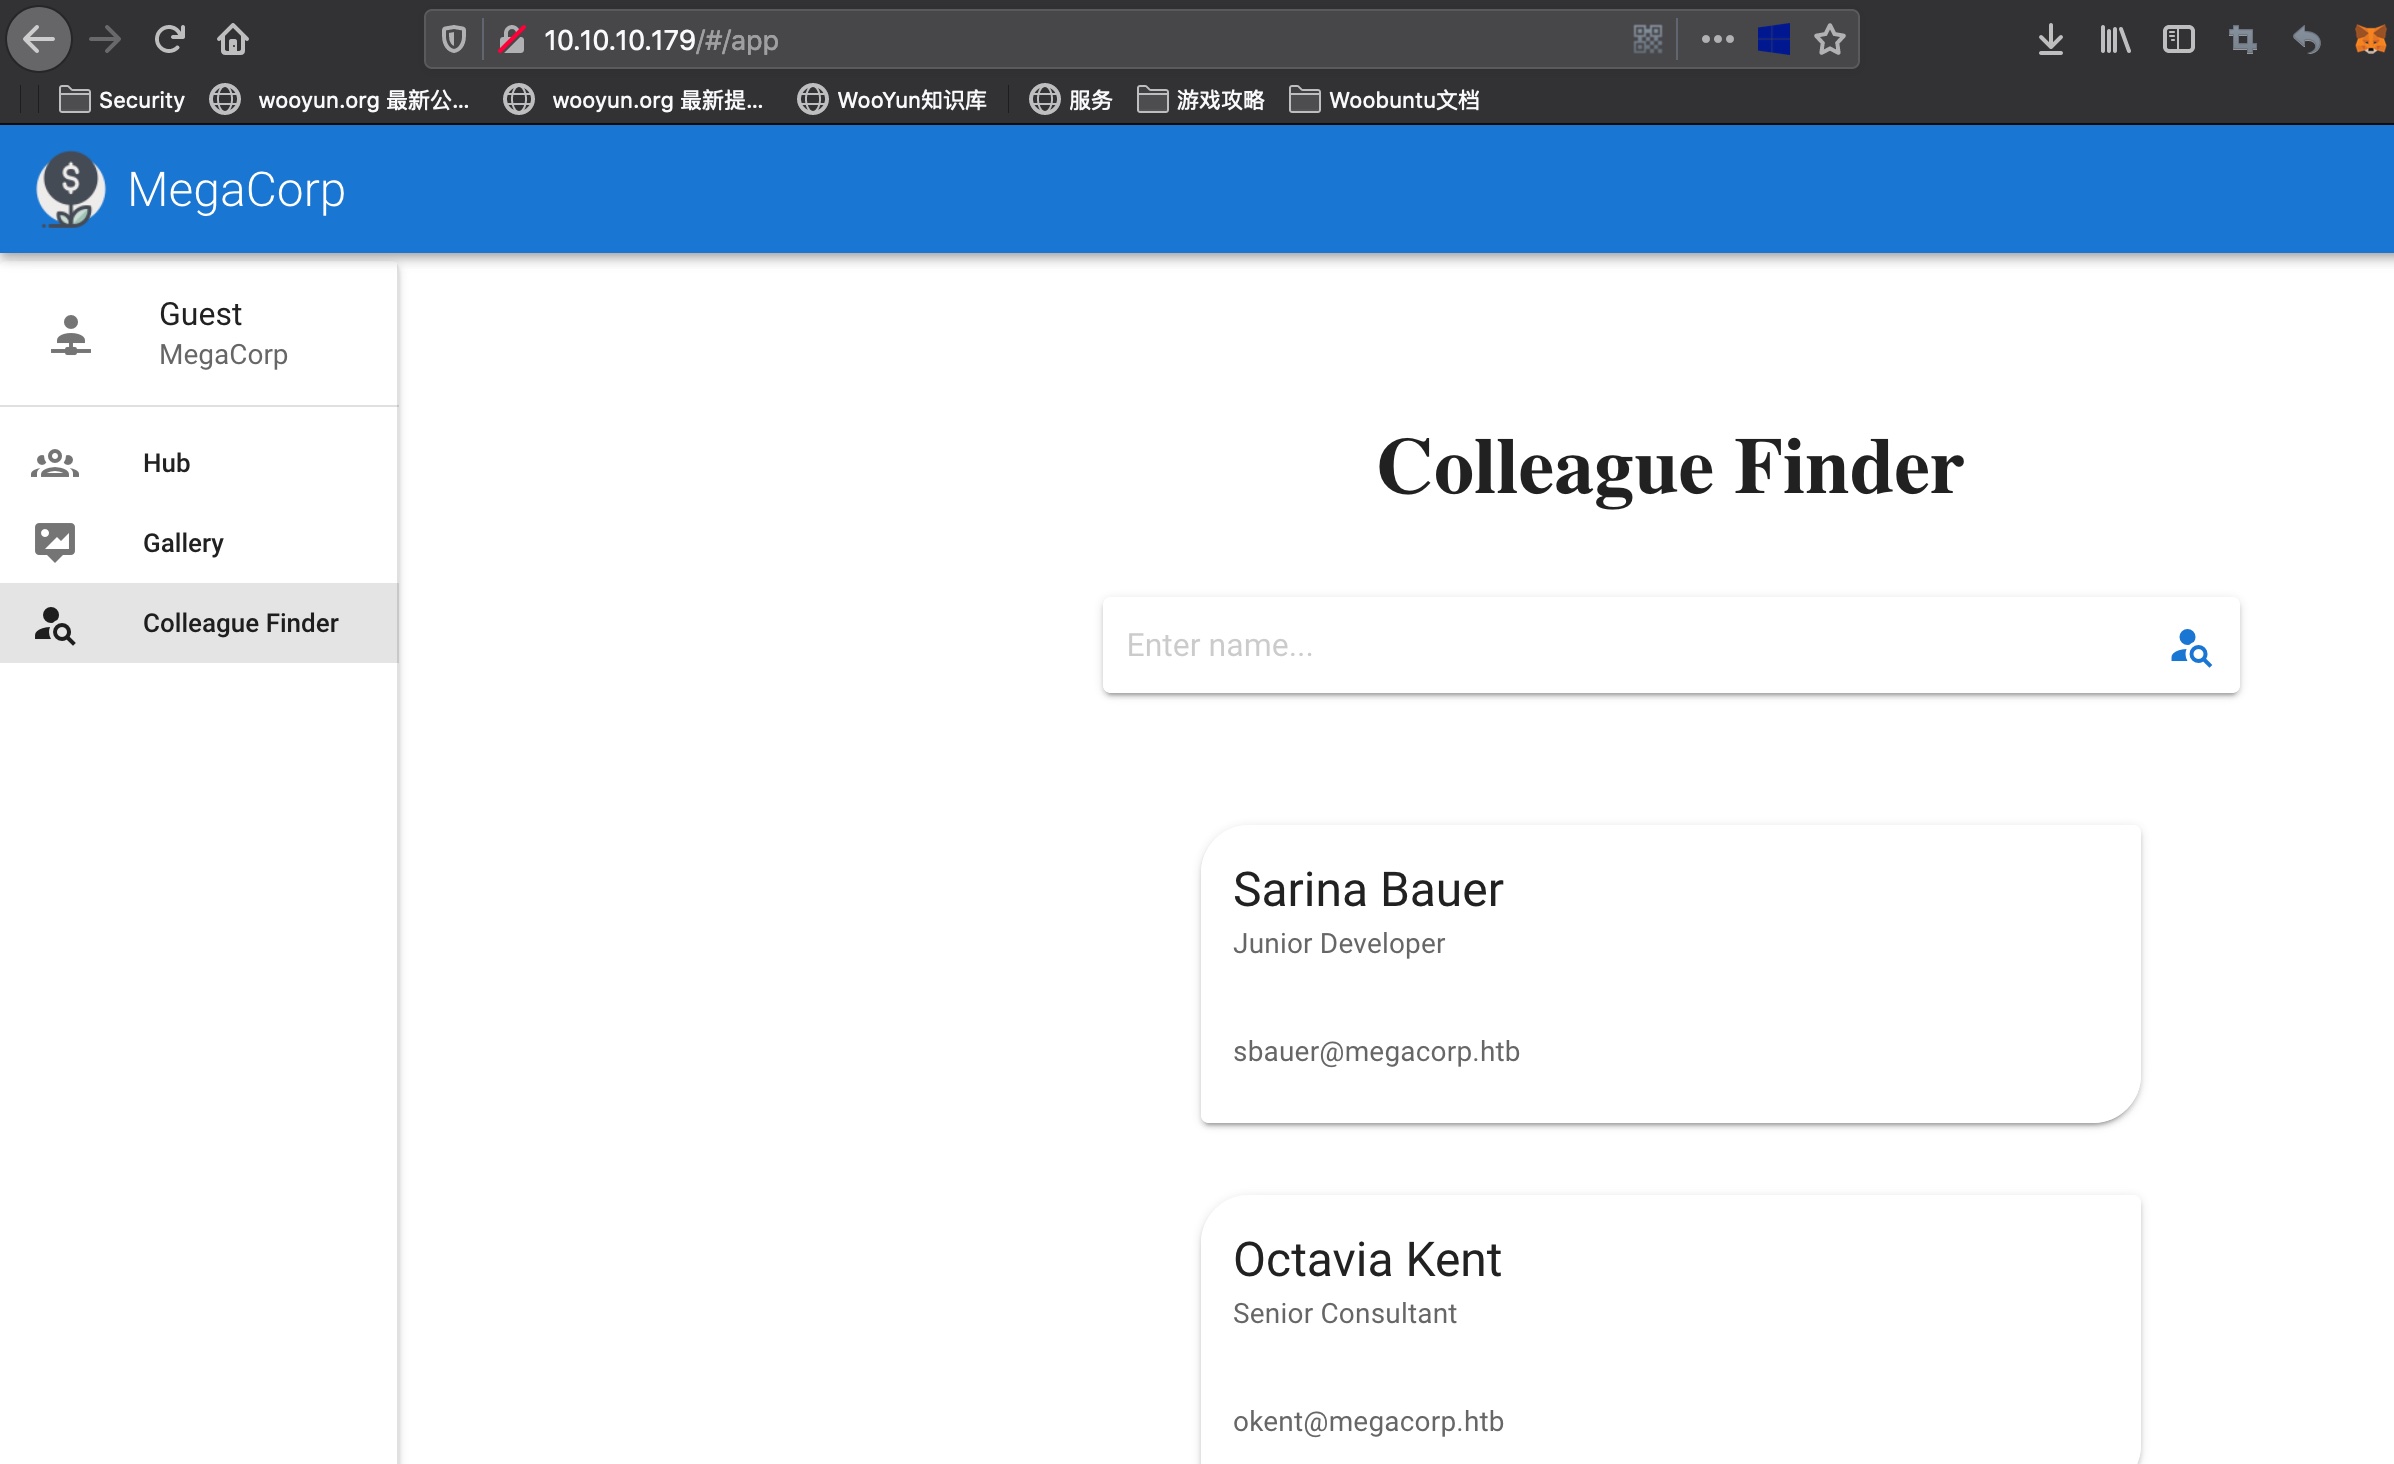 10.10.10.179/#/app
Security wooyun.org 最新公... wooyun.org 最新提... WooYun知识库 服务 游戏攻略 Woobuntu文档
MegaCorp
Guest
MegaCorp
Hub
Gallery
Colleague Finder
Colleague Finder
Enter name...
Sarina Bauer
Junior Developer
sbauer@megacorp.htb
Octavia Kent
Senior Consultant
okent@megacorp.htb